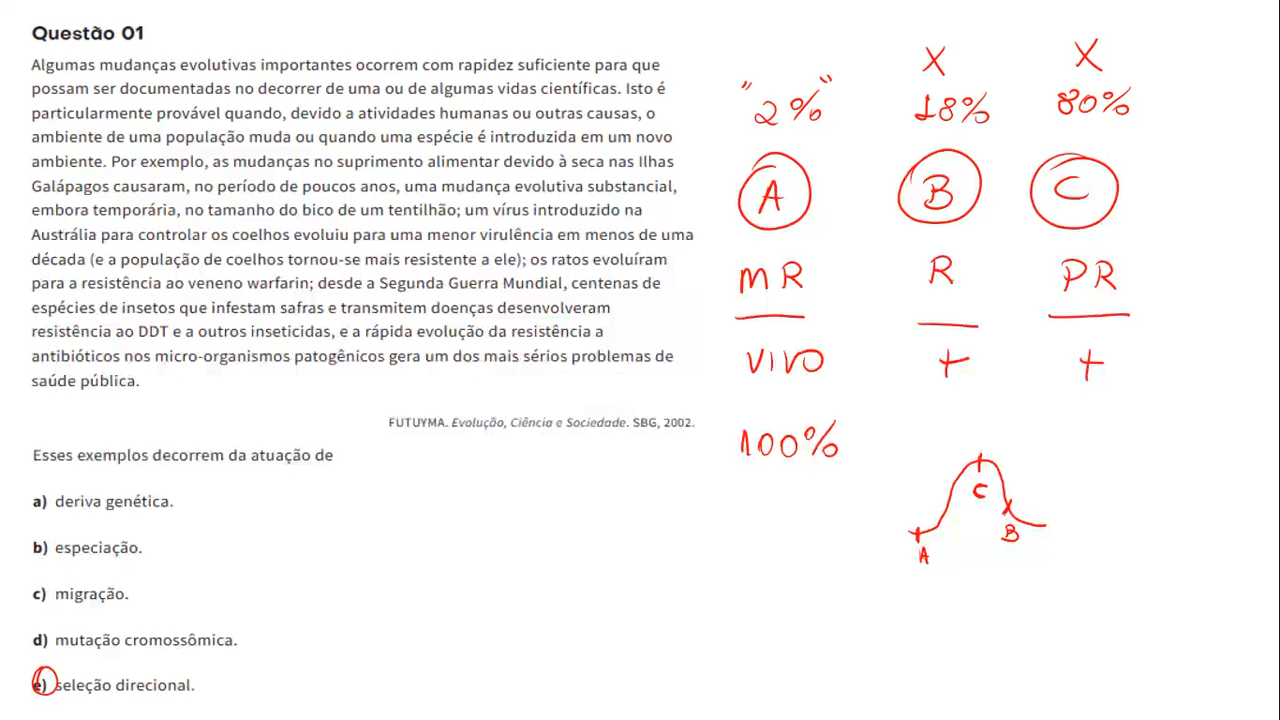 Questão 01
Algumas mudanças evolutivas importantes ocorrem com rapidez suficiente para que
possam ser documentadas no decorrer de uma ou de algumas vidas científicas. Isto é
particularmente provável quando, devido a atividades humanas ou outras causas, o
ambiente de uma população muda ou quando uma espécie é introduzida em um novo
ambiente. Por exemplo, as mudanças no suprimento alimentar devido à seca nas Ilhas
Galápagos causaram, no período de poucos anos, uma mudança evolutiva substancial,
embora temporária, no tamanho do bico de um tentilhão; um vírus introduzido na
Austrália para controlar os coelhos evoluiu para uma menor virulência em menos de uma
década (e a população de coelhos tornou-se mais resistente a ele); os ratos evoluíram
para a resistência ao veneno warfarin; desde a Segunda Guerra Mundial, centenas de
espécies de insetos que infestam safras e transmitem doenças desenvolveram
resistência ao DDT e a outros inseticidas, e a rápida evolução da resistência a
antibióticos nos micro-organismos patogênicos gera um dos mais sérios problemas de
saúde pública.
FUTUYMA. Evolução, Ciência e Sociedade. SBG, 2002.
Esses exemplos decorrem da atuação de
a) deriva genética.
b) especiação.
c) migração.
d) mutação cromossômica.
e) seleção direcional.
X X
"2%" 18% 80%
A B C
MR R PR
VIVO + +
100%
C
B
A